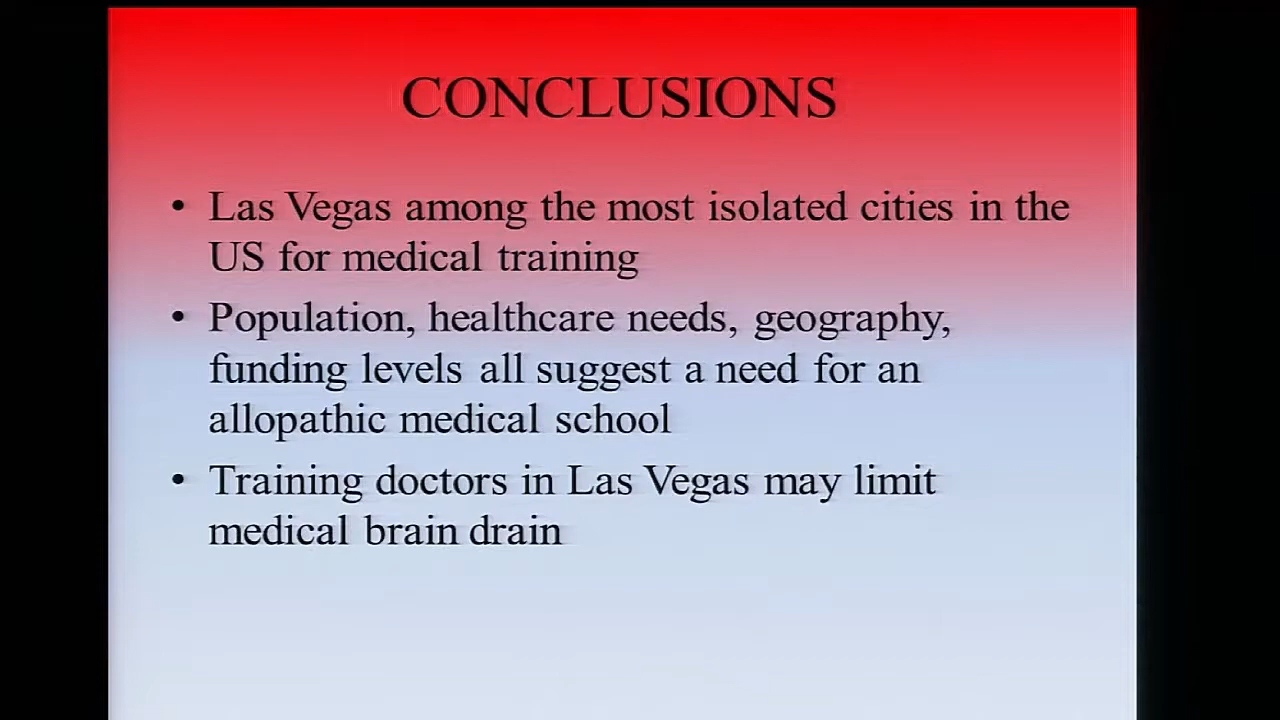 CONCLUSIONS
• Las Vegas among the most isolated cities in the
US for medical training
• Population, healthcare needs, geography,
funding levels all suggest a need for an
allopathic medical school
• Training doctors in Las Vegas may limit
medical brain drain